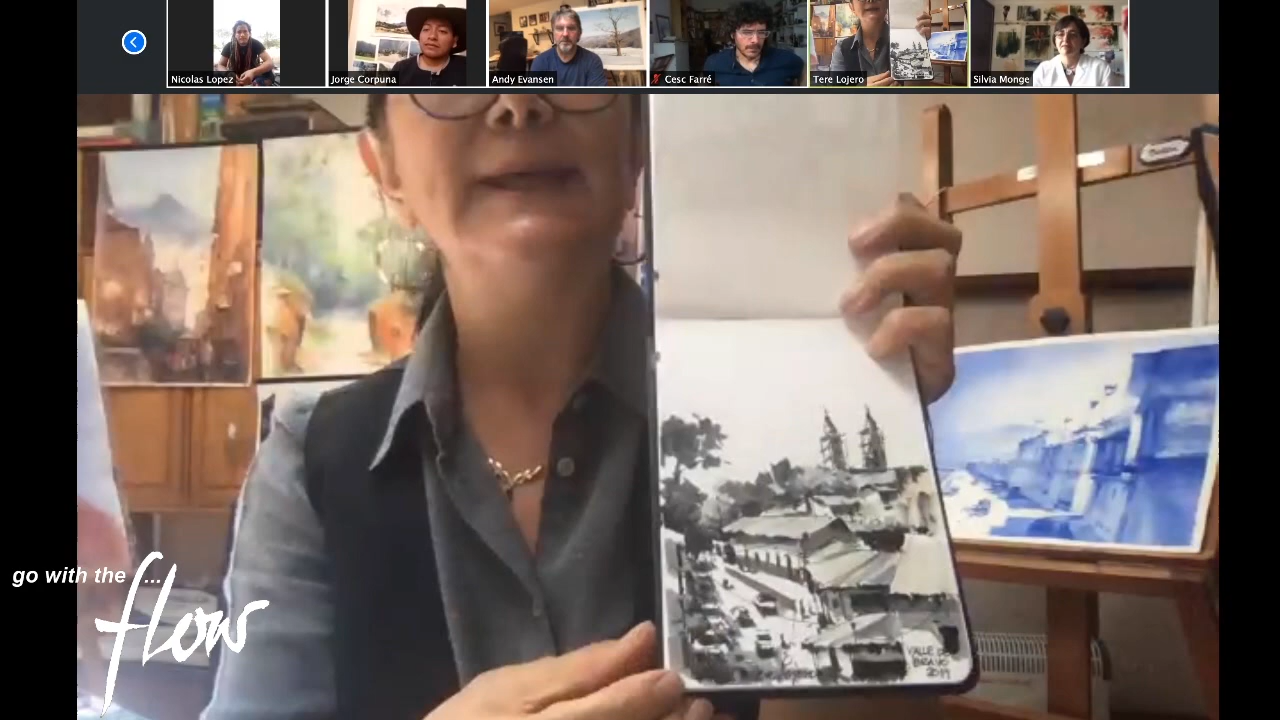 Nicolas Lopez
Jorge Corpuna
Andy Evansen
Cesc Farré
Tere Lojero
Silvia Monge
go with the flow...
VALLE DE
BRAVO
2019